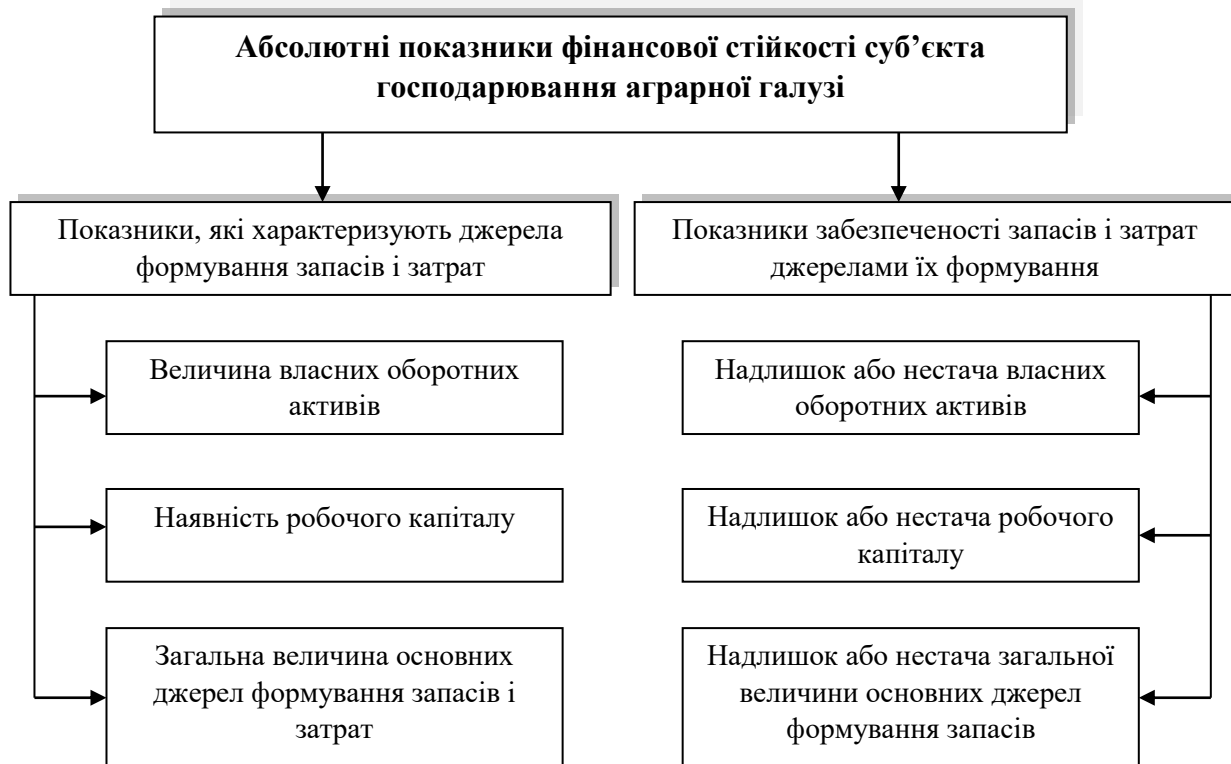 Абсолютні показники фінансової стійкості суб’єкта
господарювання аграрної галузі
Показники, які характеризують джерела
формування запасів і затрат
Показники забезпеченості запасів і затрат
джерелами їх формування
Величина власних оборотних
активів
Надлишок або нестача власних
оборотних активів
Наявність робочого капіталу
Надлишок або нестача робочого
капіталу
Загальна величина основних
джерел формування запасів і
затрат
Надлишок або нестача загальної
величини основних джерел
формування запасів